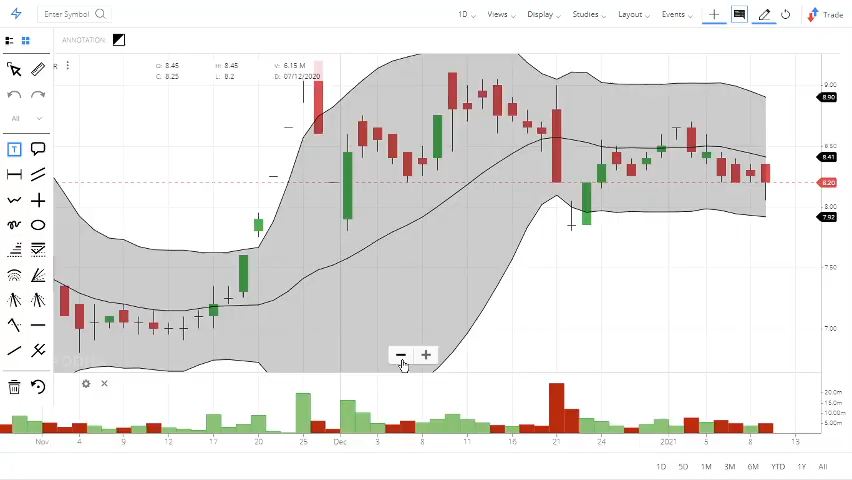 Enter Symbol
1D
Views
Display
Studies
Layout
Events
Trade
ANNOTATION:
All
O: 8.45
H: 8.45
V: 6.15 M
C: 8.25
L: 8.2
D: 07/12/2020
9.00
8.90
8.50
8.41
8.20
8.00
7.92
7.50
7.00
20.0m
15.0m
10.00m
5.00m
Nov
4
9
12
17
20
25
Dec
3
8
11
16
21
24
2021
5
8
13
1D
5D
1M
3M
6M
YTD
1Y
All